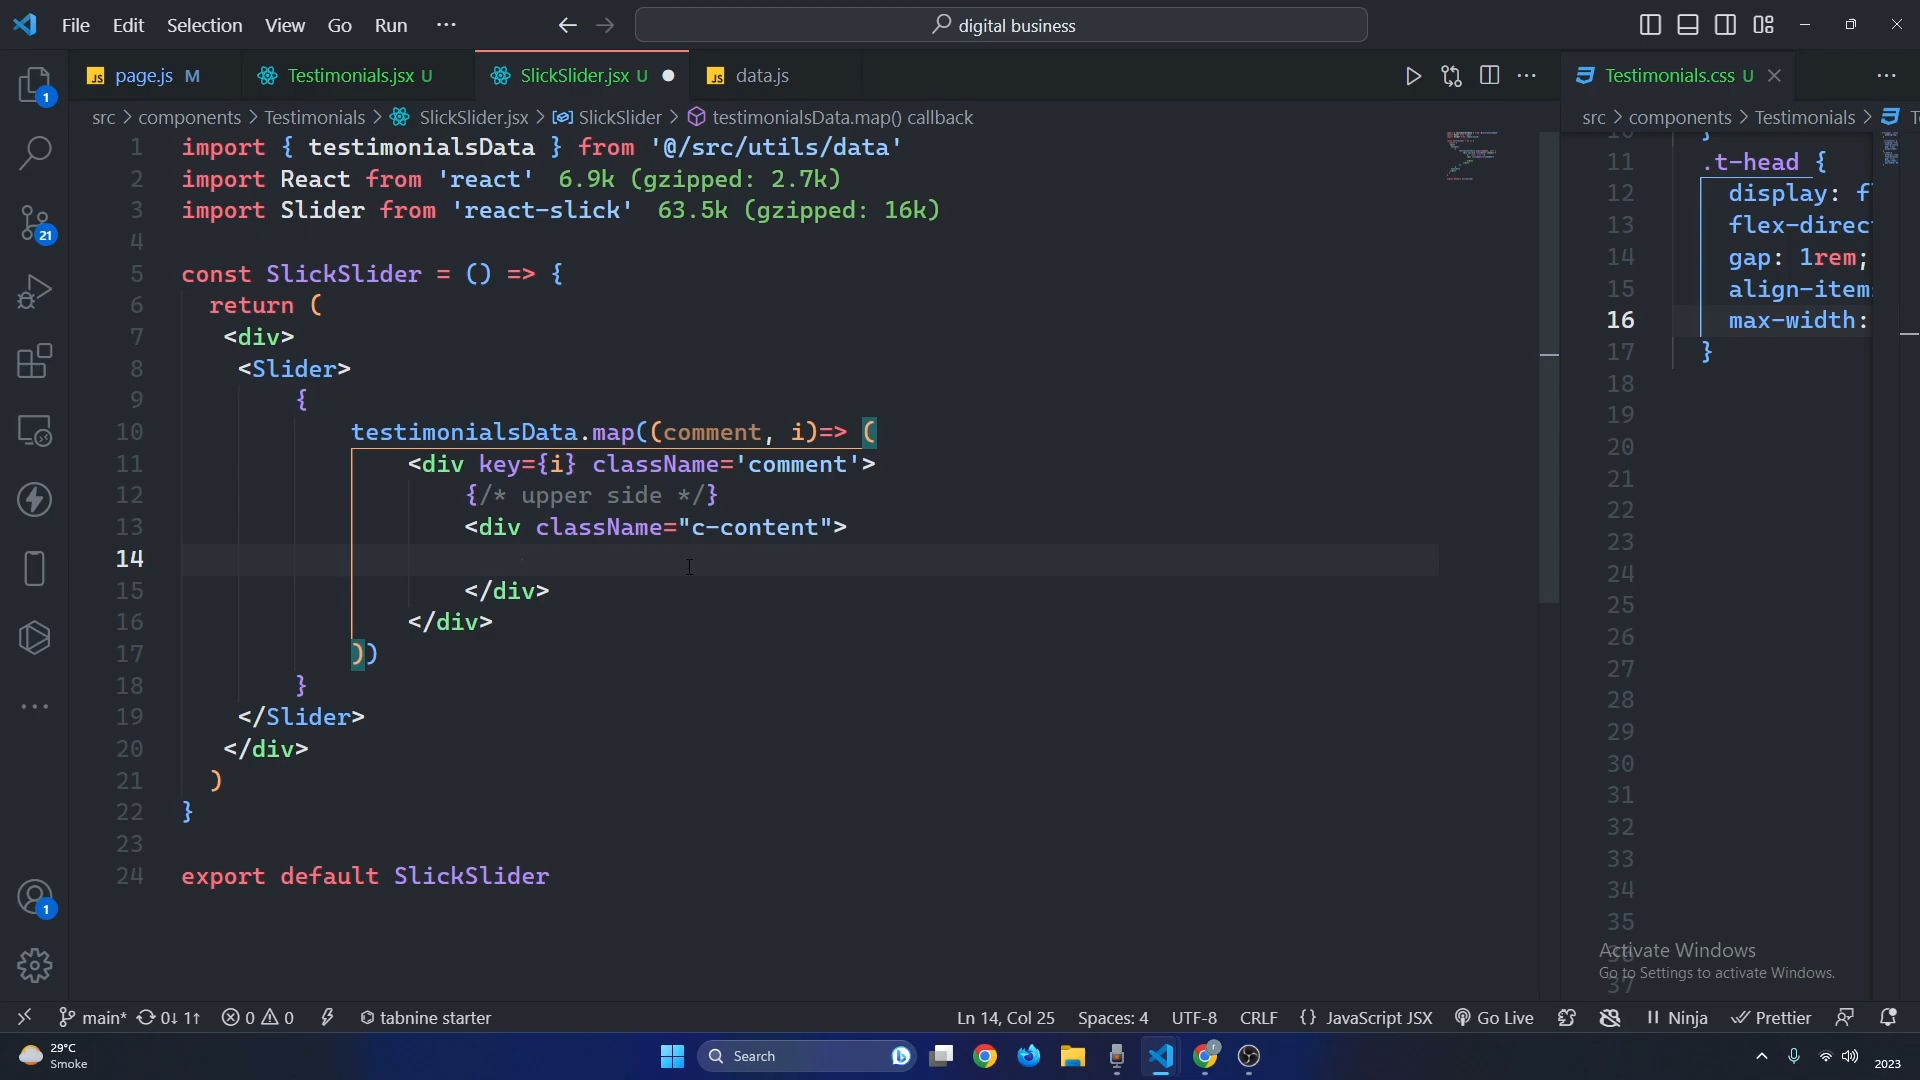 File Edit Selection View Go Run ... digital business
page.js M Testimonials.jsx U SlickSlider.jsx U data.js Testimonials.css U
src > components > Testimonials > SlickSlider.jsx > SlickSlider > testimonialsData.map() callback
src > components > Testimonials >
1 import { testimonialsData } from '@/src/utils/data'
2 import React from 'react' 6.9k (gzipped: 2.7k)
3 import Slider from 'react-slick' 63.5k (gzipped: 16k)
4
5 const SlickSlider = () => {
6 return (
7 <div>
8 <Slider>
9 {
10 testimonialsData.map((comment, i)=> (
11 <div key={i} className='comment'>
12 {/* upper side */}
13 <div className="c-content">
14
15 </div>
16 </div>
17 ))
18 }
19 </Slider>
20 </div>
21 )
22 }
23
24 export default SlickSlider
11 .t-head {
12 display: f
13 flex-direc
14 gap: 1rem;
15 align-item
16 max-width:
17 }
18
19
20
21
22
23
24
25
26
27
28
29
30
31
32
33
34
35
36
37
Activate Windows
Go to Settings to activate Windows.
1
21
1
main* 0↓ 1↑ 0 0 tabnine starter Ln 14, Col 25 Spaces: 4 UTF-8 CRLF {} JavaScript JSX Go Live Ninja Prettier
29°C
Smoke
Search
2023